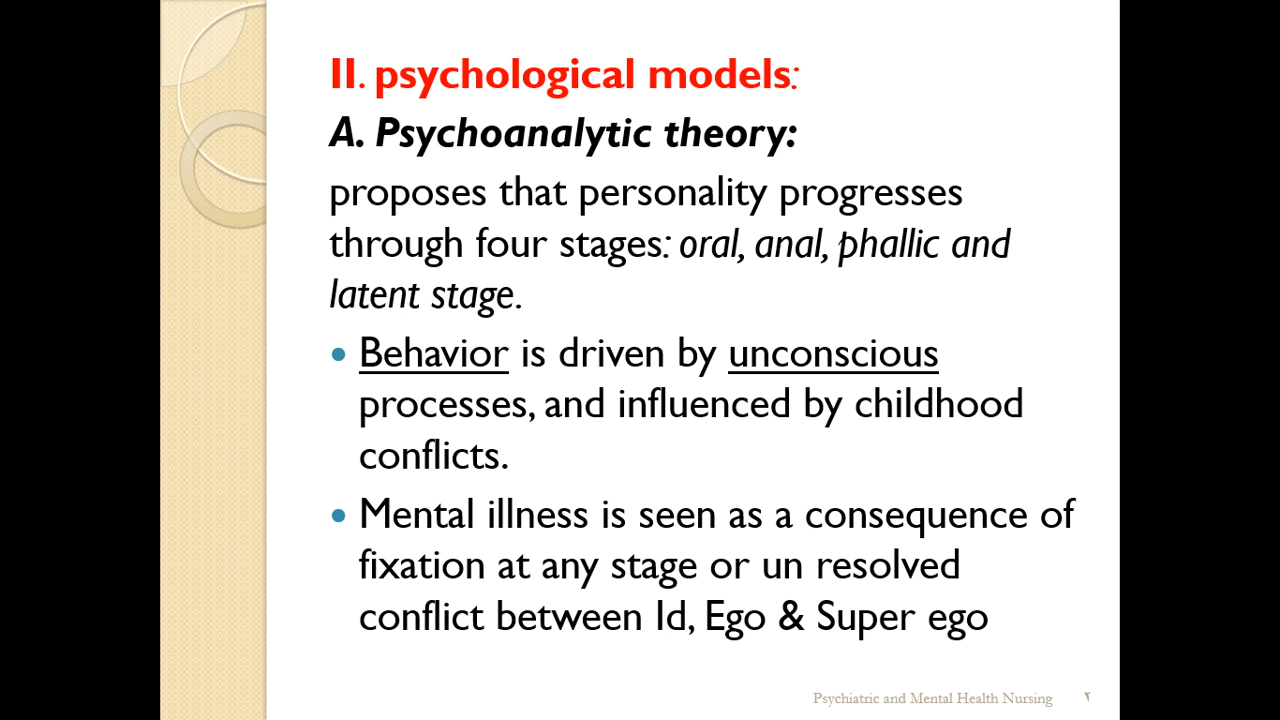 II. psychological models:
A. Psychoanalytic theory:
proposes that personality progresses
through four stages: oral, anal, phallic and
latent stage.
• Behavior is driven by unconscious
processes, and influenced by childhood
conflicts.
• Mental illness is seen as a consequence of
fixation at any stage or un resolved
conflict between Id, Ego & Super ego
Psychiatric and Mental Health Nursing ٢